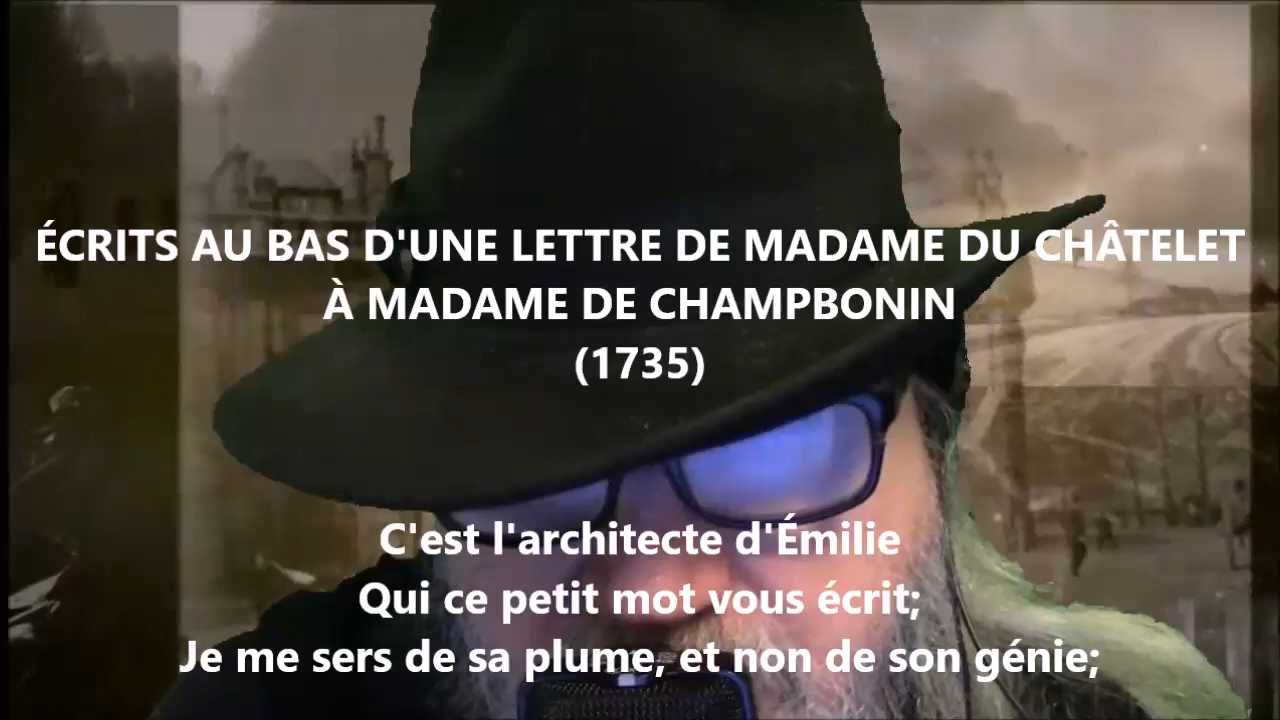 ÉCRITS AU BAS D'UNE LETTRE DE MADAME DU CHÂTELET
À MADAME DE CHAMPBONIN
(1735)
C'est l'architecte d'Émilie
Qui ce petit mot vous écrit;
Je me sers de sa plume, et non de son génie;